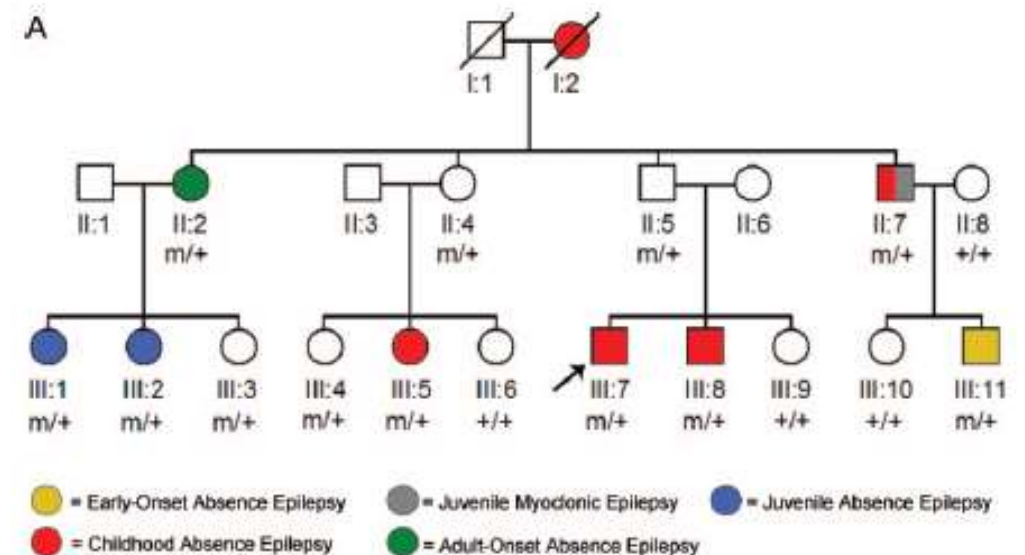 A
I:1 I:2
II:1 II:2 II:3 II:4 II:5 II:6 II:7 II:8
m/+ m/+ m/+ m/+ +/+
III:1 III:2 III:3 III:4 III:5 III:6 III:7 III:8 III:9 III:10 III:11
m/+ m/+ m/+ m/+ m/+ +/+ m/+ m/+ +/+ +/+ m/+
= Early-Onset Absence Epilepsy = Juvenile Myoclonic Epilepsy = Juvenile Absence Epilepsy
= Childhood Absence Epilepsy = Adult-Onset Absence Epilepsy